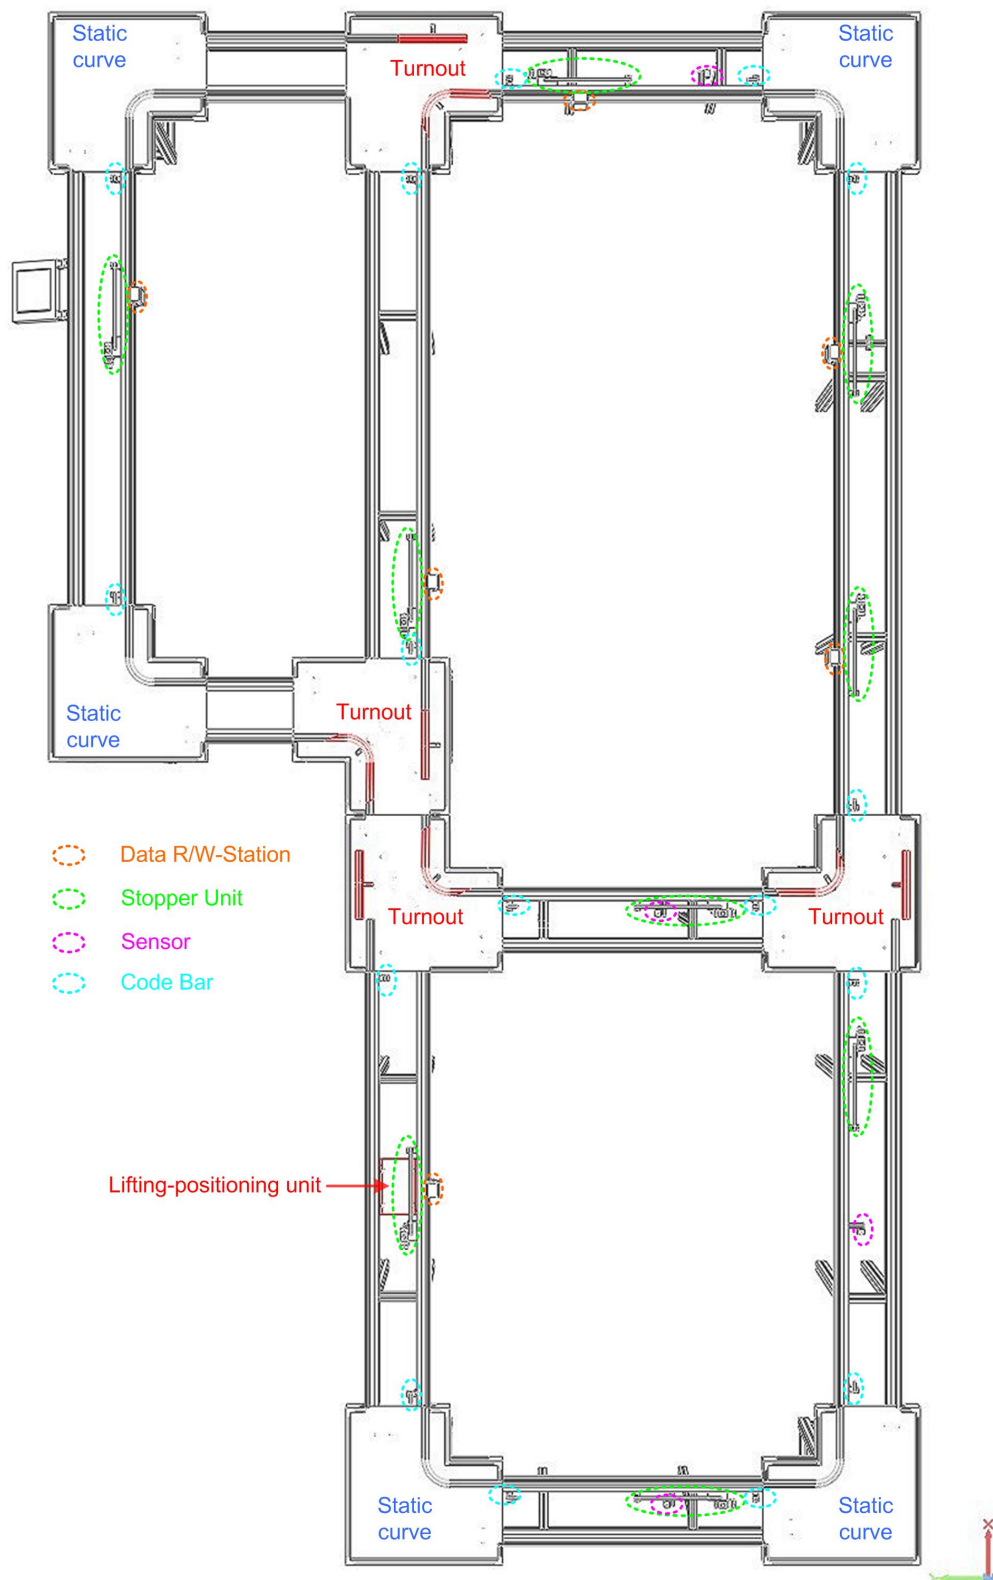 Static
curve
Static
curve
Turnout
Static
curve
Turnout
Data R/W-Station
Stopper Unit
Sensor
Code Bar
Turnout
Turnout
Lifting-positioning unit
Static
curve
Static
curve